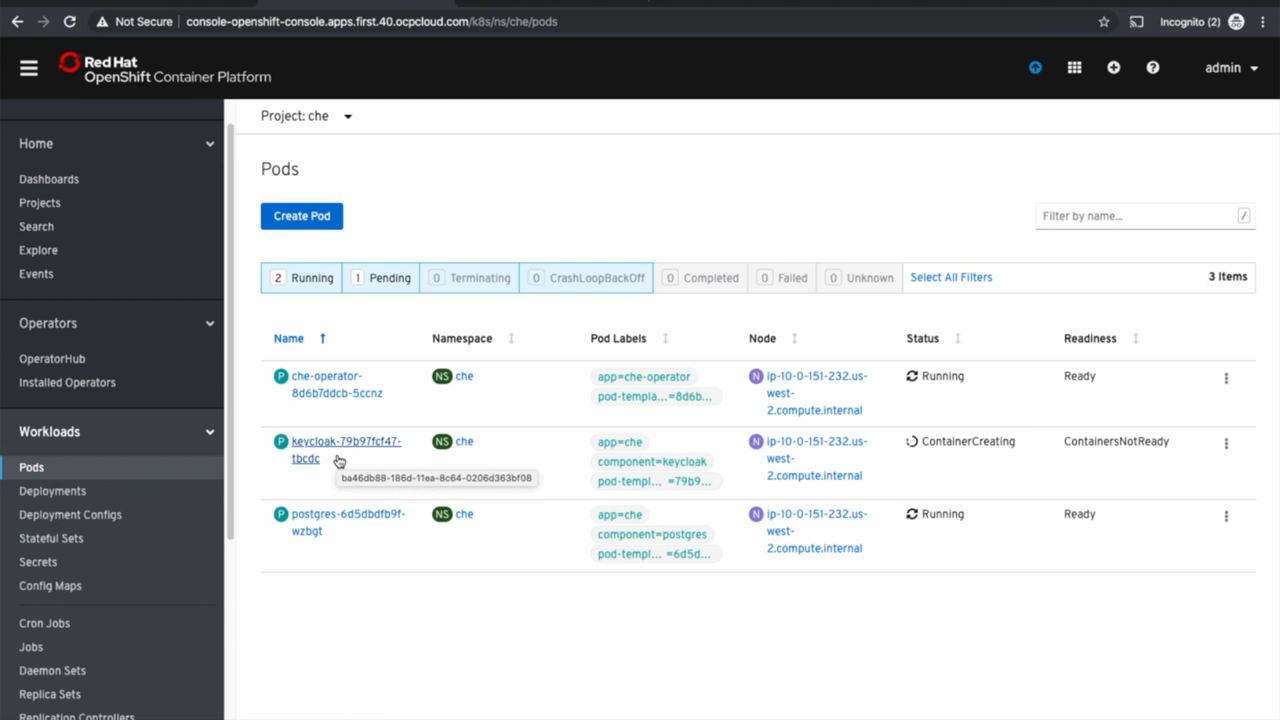 Not Secure
console-openshift-console.apps.first.40.ocpcloud.com/k8s/ns/che/pods
Incognito (2)
Red Hat
OpenShift Container Platform
admin
Home
Dashboards
Projects
Search
Explore
Events
Operators
OperatorHub
Installed Operators
Workloads
Pods
Deployments
Deployment Configs
Stateful Sets
Secrets
Config Maps
Cron Jobs
Jobs
Daemon Sets
Replica Sets
Replication Controllers
Project: che
Pods
Create Pod
Filter by name... /
2 Running 1 Pending 0 Terminating 0 CrashLoopBackOff 0 Completed 0 Failed 0 Unknown Select All Filters 3 Items
Name Namespace Pod Labels Node Status Readiness
P che-operator-
8d6b7ddcb-5ccnz
NS che
app=che-operator
pod-templa... =8d6b...
N ip-10-0-151-232.us-
west-
2.compute.internal
Running
Ready
P keycloak-79b97fcf47-
tbcdc
NS che
app=che
component=keycloak
pod-templ... =79b9...
N ip-10-0-151-232.us-
west-
2.compute.internal
ContainerCreating
ContainersNotReady
ba46db88-186d-11ea-8c64-0206d363bf08
P postgres-6d5dbdfb9f-
wzbgt
NS che
app=che
component=postgres
pod-templ... =6d5d...
N ip-10-0-151-232.us-
west-
2.compute.internal
Running
Ready